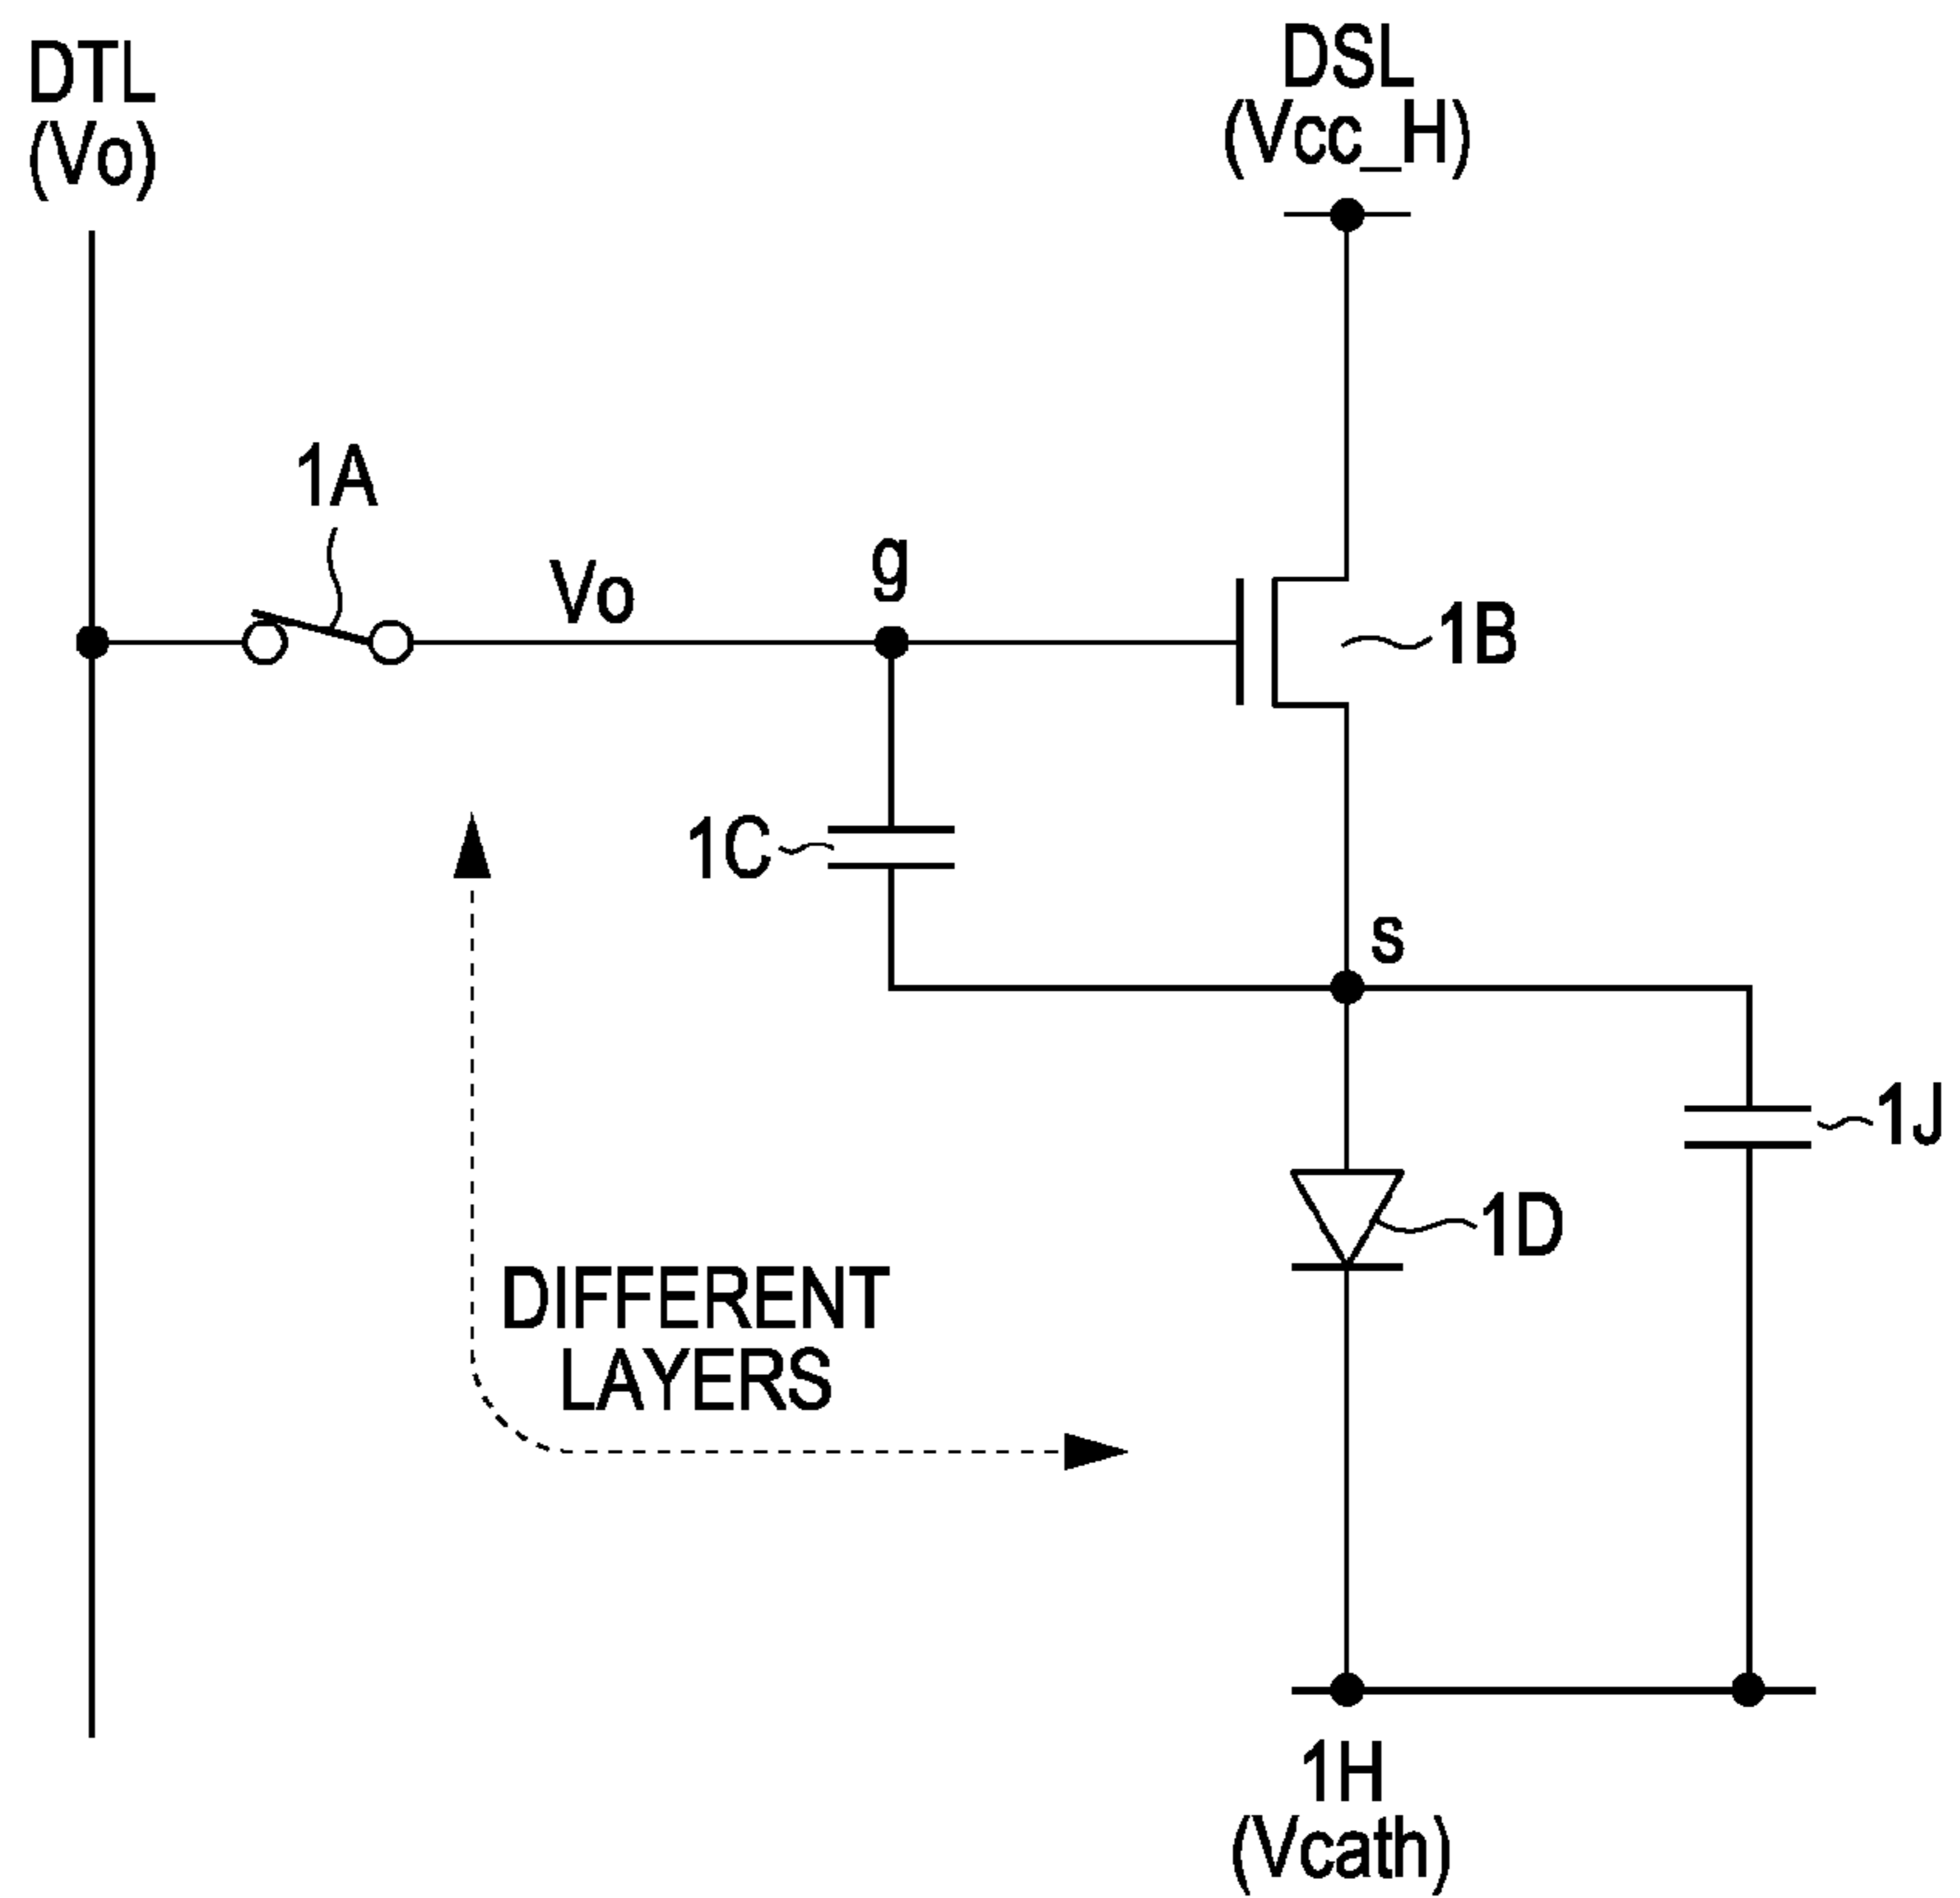 DTL
(Vo)
DSL
(Vcc_H)
1A
Vo
g
1B
1C
s
1J
1D
DIFFERENT
LAYERS
1H
(Vcath)